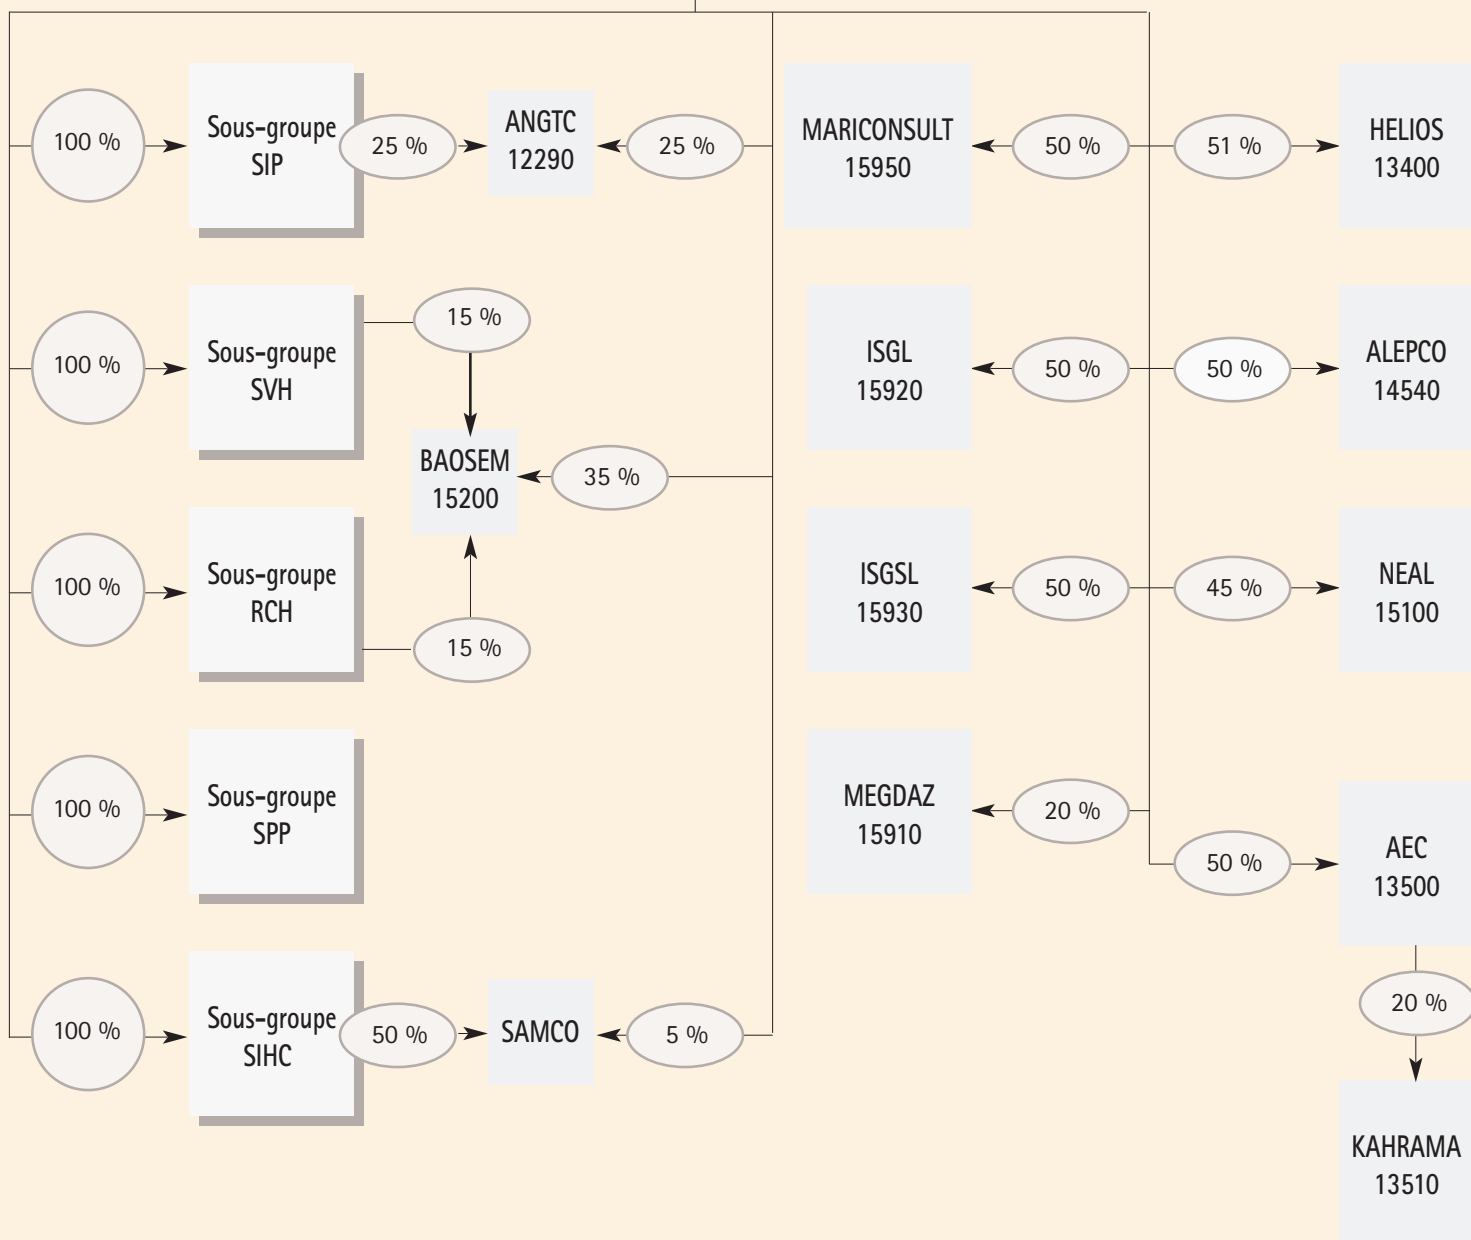 100 %
Sous-groupe
SIP
25 %
ANGTC
12290
25 %
MARICONSULT
15950
50 %
51 %
HELIOS
13400
100 %
Sous-groupe
SVH
15 %
ISGL
15920
50 %
50 %
ALEPCO
14540
BAOSEM
15200
35 %
100 %
Sous-groupe
RCH
15 %
ISGSL
15930
50 %
45 %
NEAL
15100
100 %
Sous-groupe
SPP
MEGDAZ
15910
20 %
50 %
AEC
13500
100 %
Sous-groupe
SIHC
50 %
SAMCO
5 %
20 %
KAHRAMA
13510